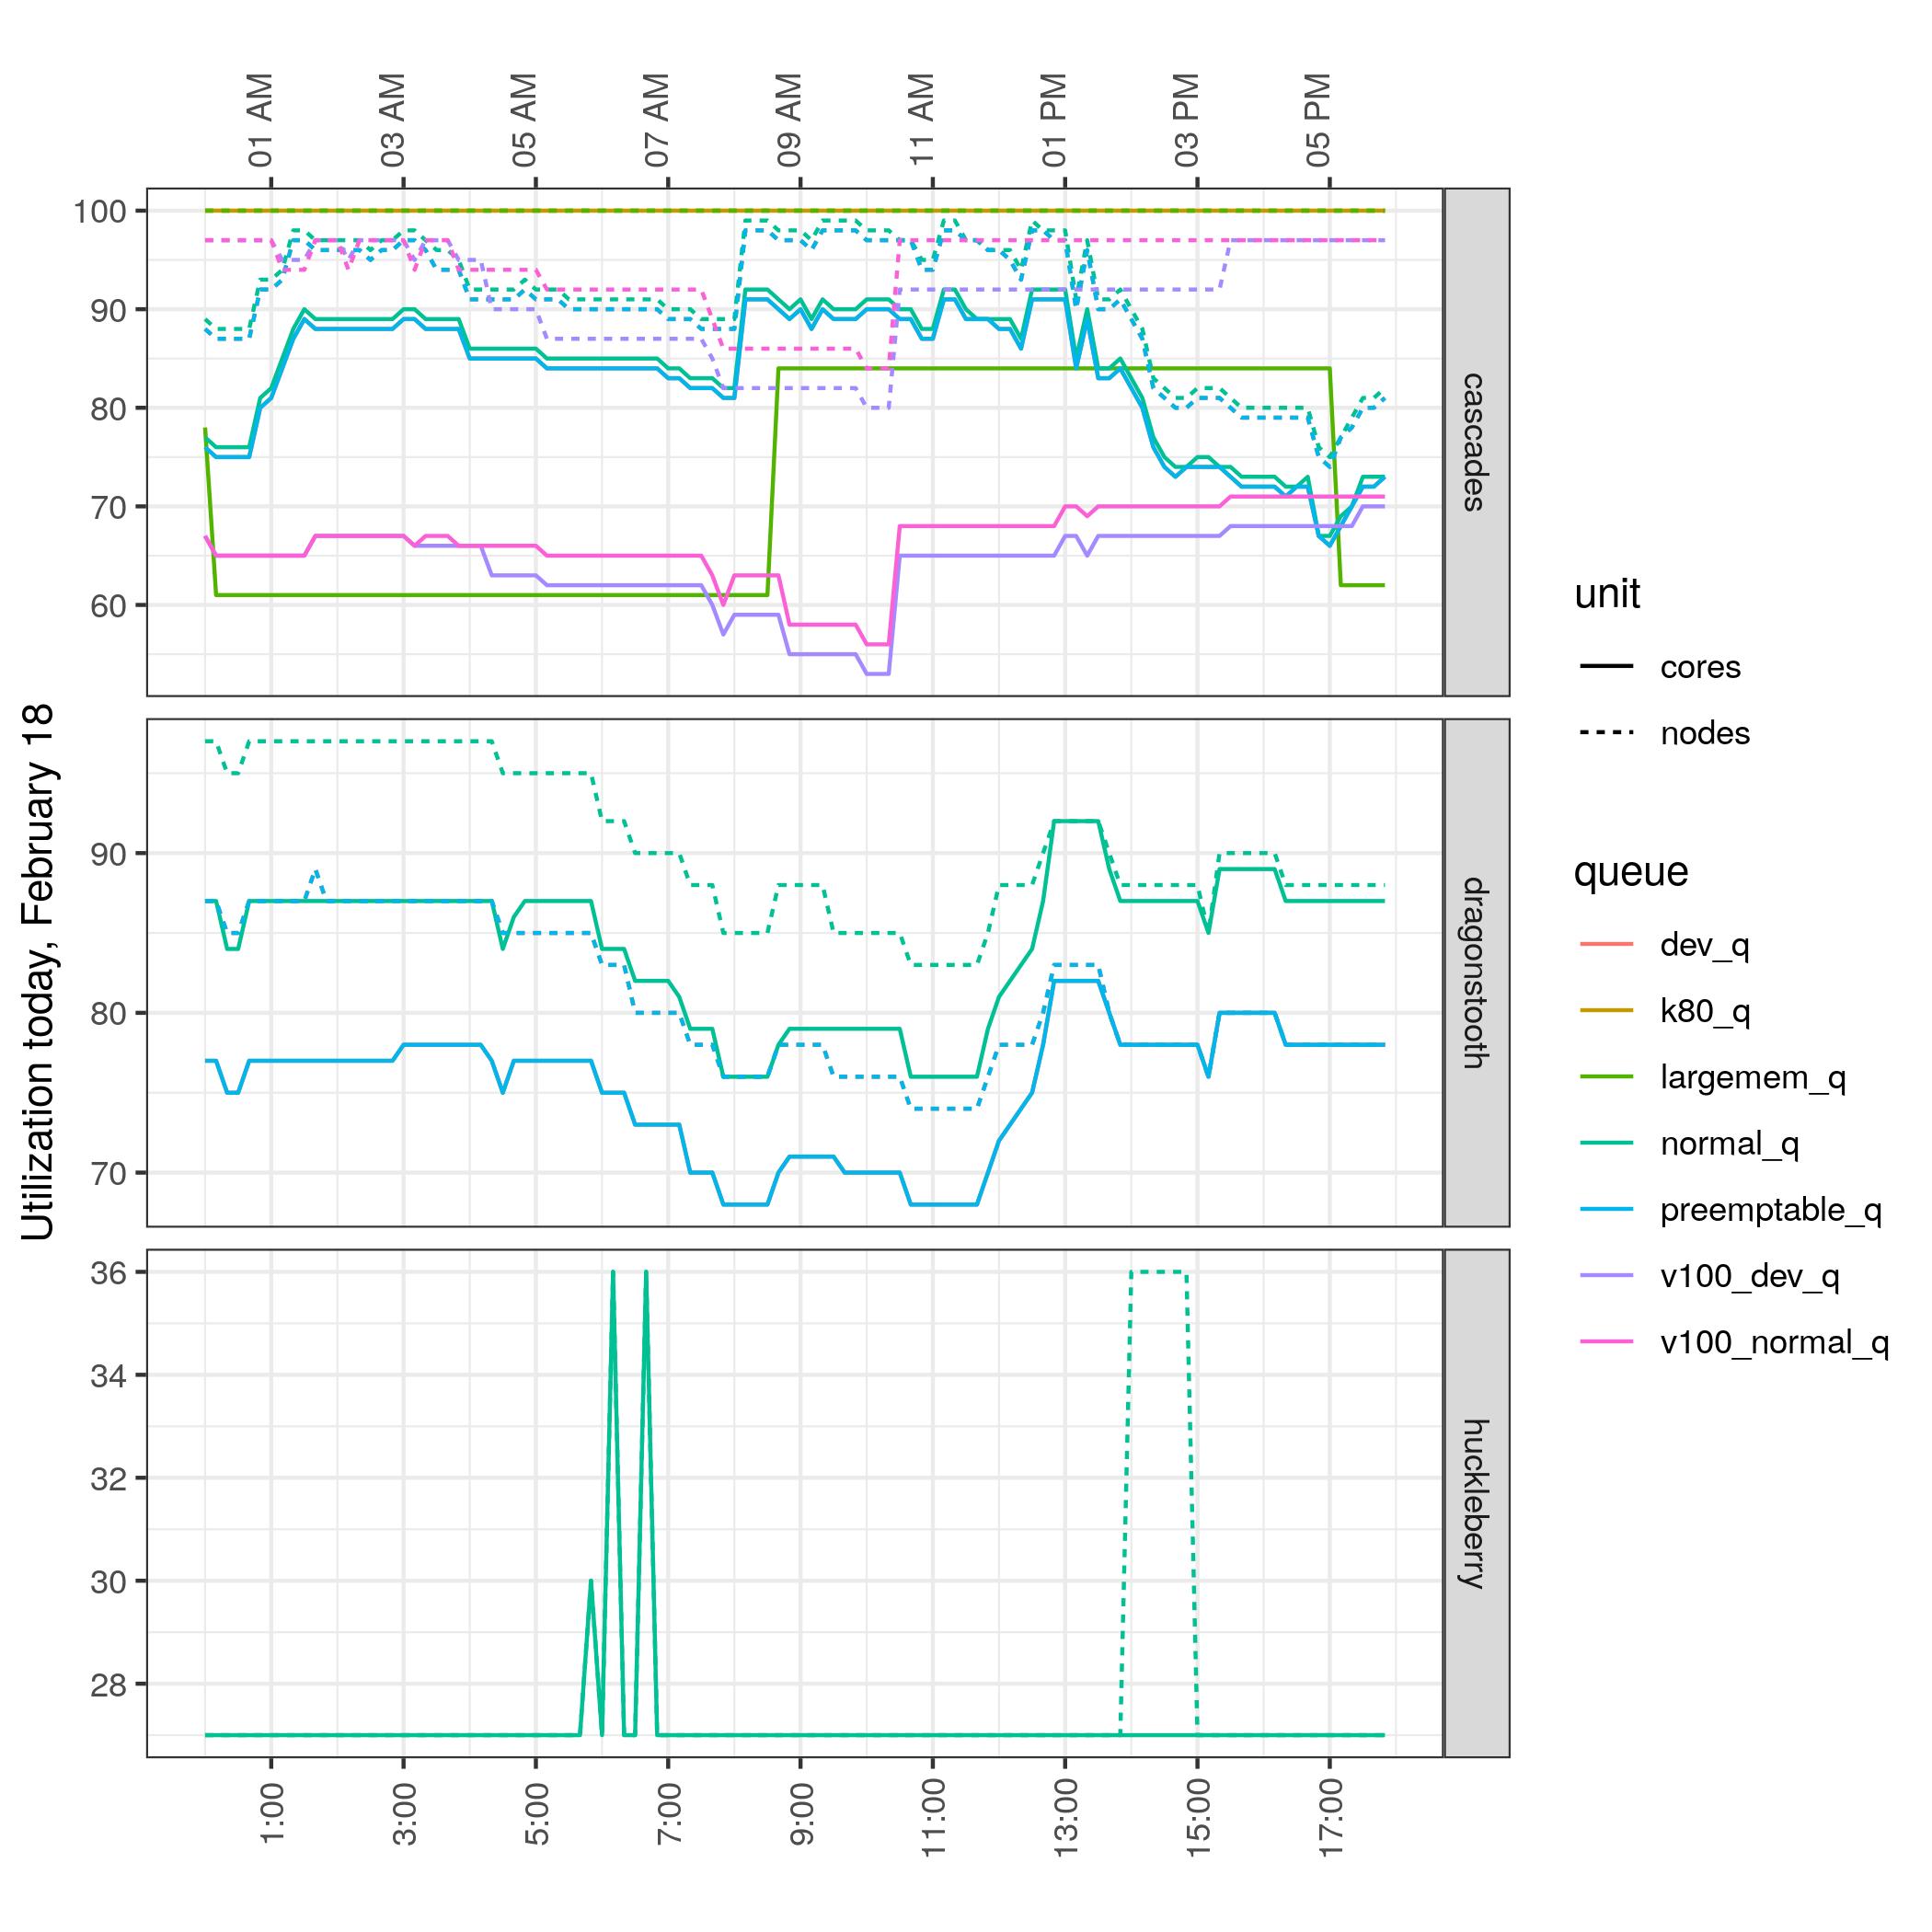 01 AM
03 AM
05 AM
07 AM
09 AM
11 AM
01 PM
03 PM
05 PM
Utilization today, February 18
100
90
80
70
60
cascades
90
80
70
dragonstooth
36
34
32
30
28
huckleberry
1:00
3:00
5:00
7:00
9:00
11:00
13:00
15:00
17:00
unit
cores
nodes
queue
dev_q
k80_q
largemem_q
normal_q
preemptable_q
v100_dev_q
v100_normal_q